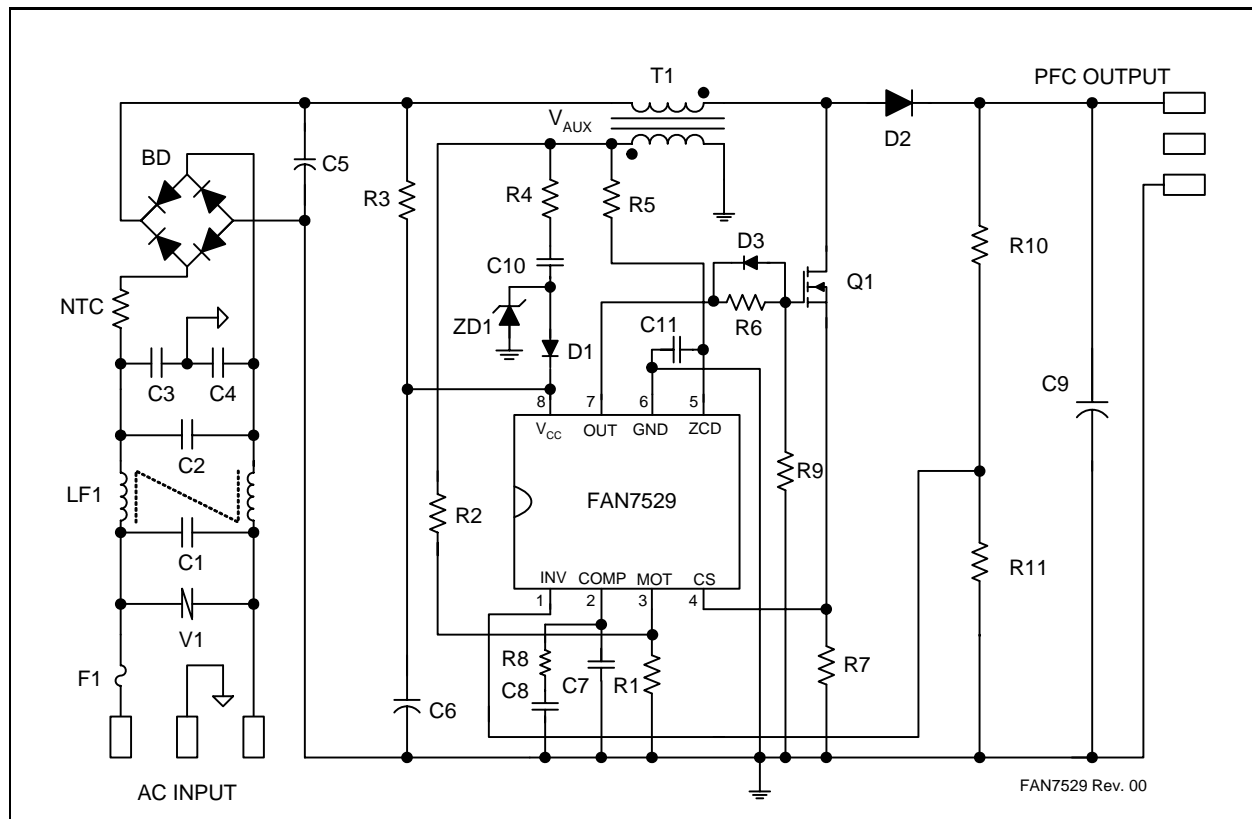 T1
PFC OUTPUT
VAUX
D2
BD
C5
R3
R4
R5
D3
R10
C10
Q1
NTC
ZD1
R6
C11
D1
C3
C4
C9
8
7
6
5
VCC
OUT
GND
ZCD
C2
R9
LF1
R2
FAN7529
C1
R11
INV
COMP
MOT
CS
1
2
3
4
V1
R8
R7
F1
C7
R1
C8
C6
AC INPUT
FAN7529 Rev. 00